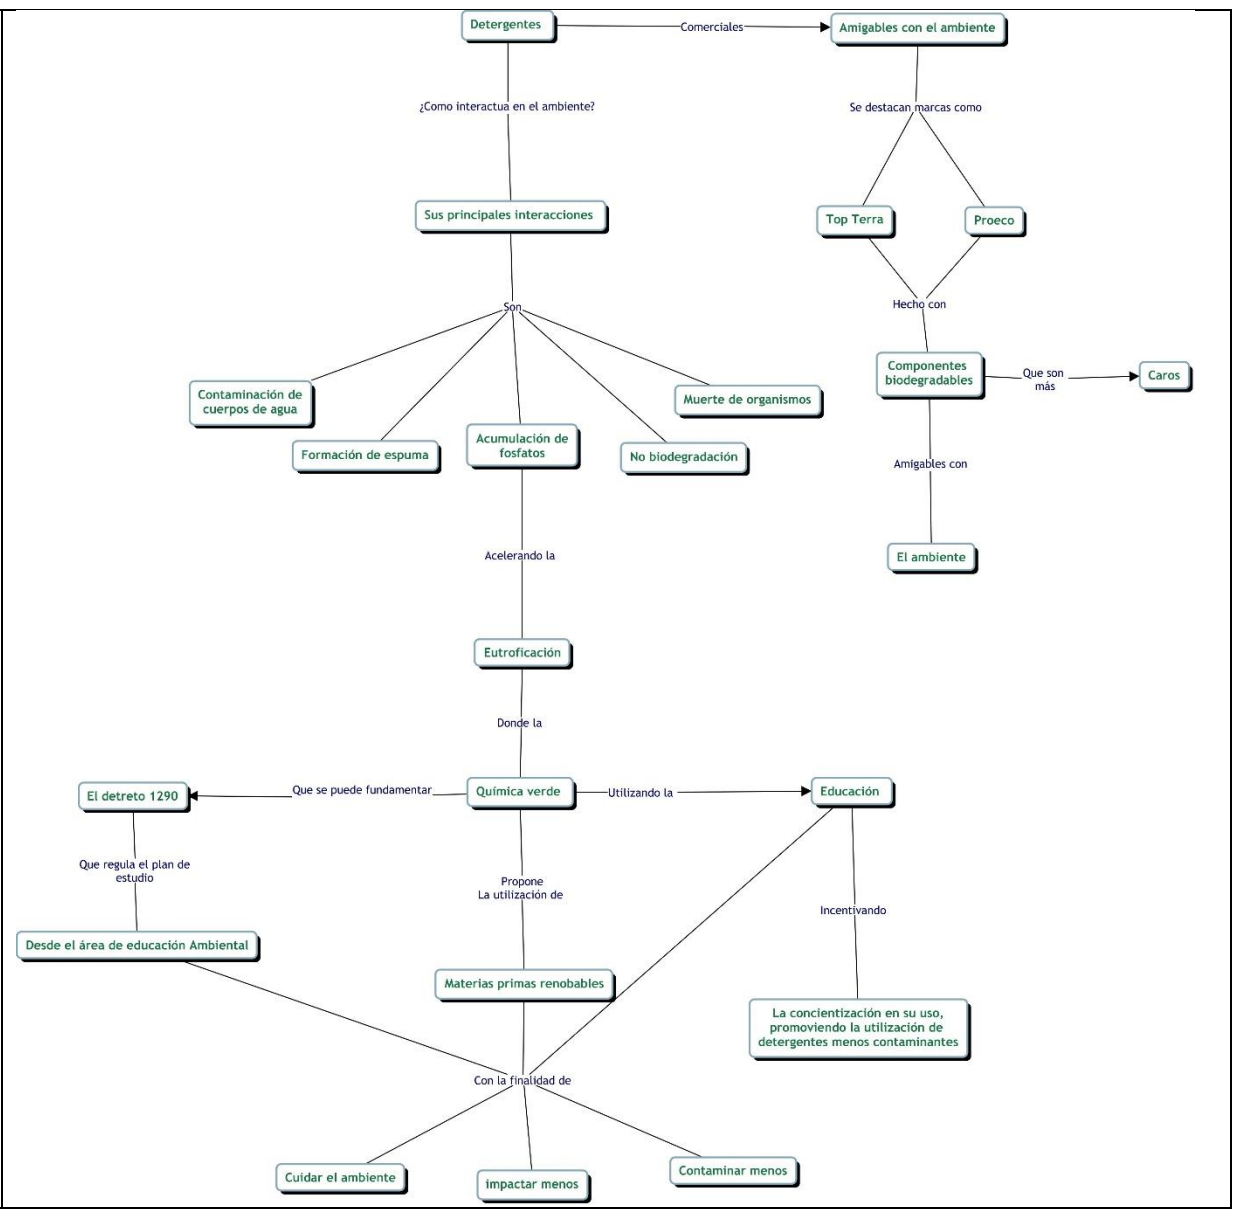 Detergentes
Comerciales
Amigables con el ambiente
¿Como interactua en el ambiente?
Se destacan marcas como
Sus principales interacciones
Top Terra
Proeco
Son
Hecho con
Componentes
biodegradables
Que son
más
Caros
Contaminación de
cuerpos de agua
Muerte de organismos
Formación de espuma
Acumulación de
fosfatos
No biodegradación
Amigables con
Acelerando la
El ambiente
Eutroficación
Donde la
El detreto 1290
Que se puede fundamentar
Química verde
Utilizando la
Educación
Que regula el plan de
estudio
Propone
La utilización de
Incentivando
Desde el área de educación Ambiental
Materias primas renobables
La concientización en su uso,
promoviendo la utilización de
detergentes menos contaminantes
Con la finalidad de
Cuidar el ambiente
impactar menos
Contaminar menos